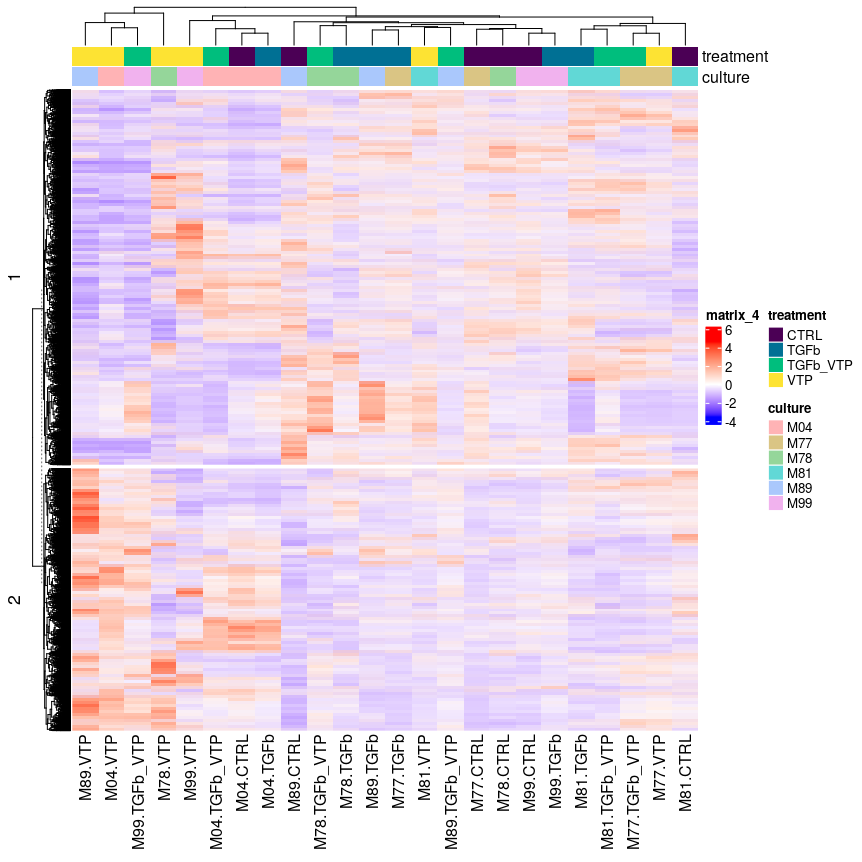 treatment
culture
1
2
matrix_4
6
4
2
0
-2
-4
treatment
CTRL
TGFb
TGFb_VTP
VTP
culture
M04
M77
M78
M81
M89
M99
M89.VTP
M04.VTP
M99.TGFb_VTP
M78.VTP
M99.VTP
M04.TGFb_VTP
M04.CTRL
M04.TGFb
M89.CTRL
M78.TGFb_VTP
M78.TGFb
M89.TGFb
M77.TGFb
M81.VTP
M89.TGFb_VTP
M77.CTRL
M78.CTRL
M99.CTRL
M99.TGFb
M81.TGFb
M81.TGFb_VTP
M77.TGFb_VTP
M77.VTP
M81.CTRL